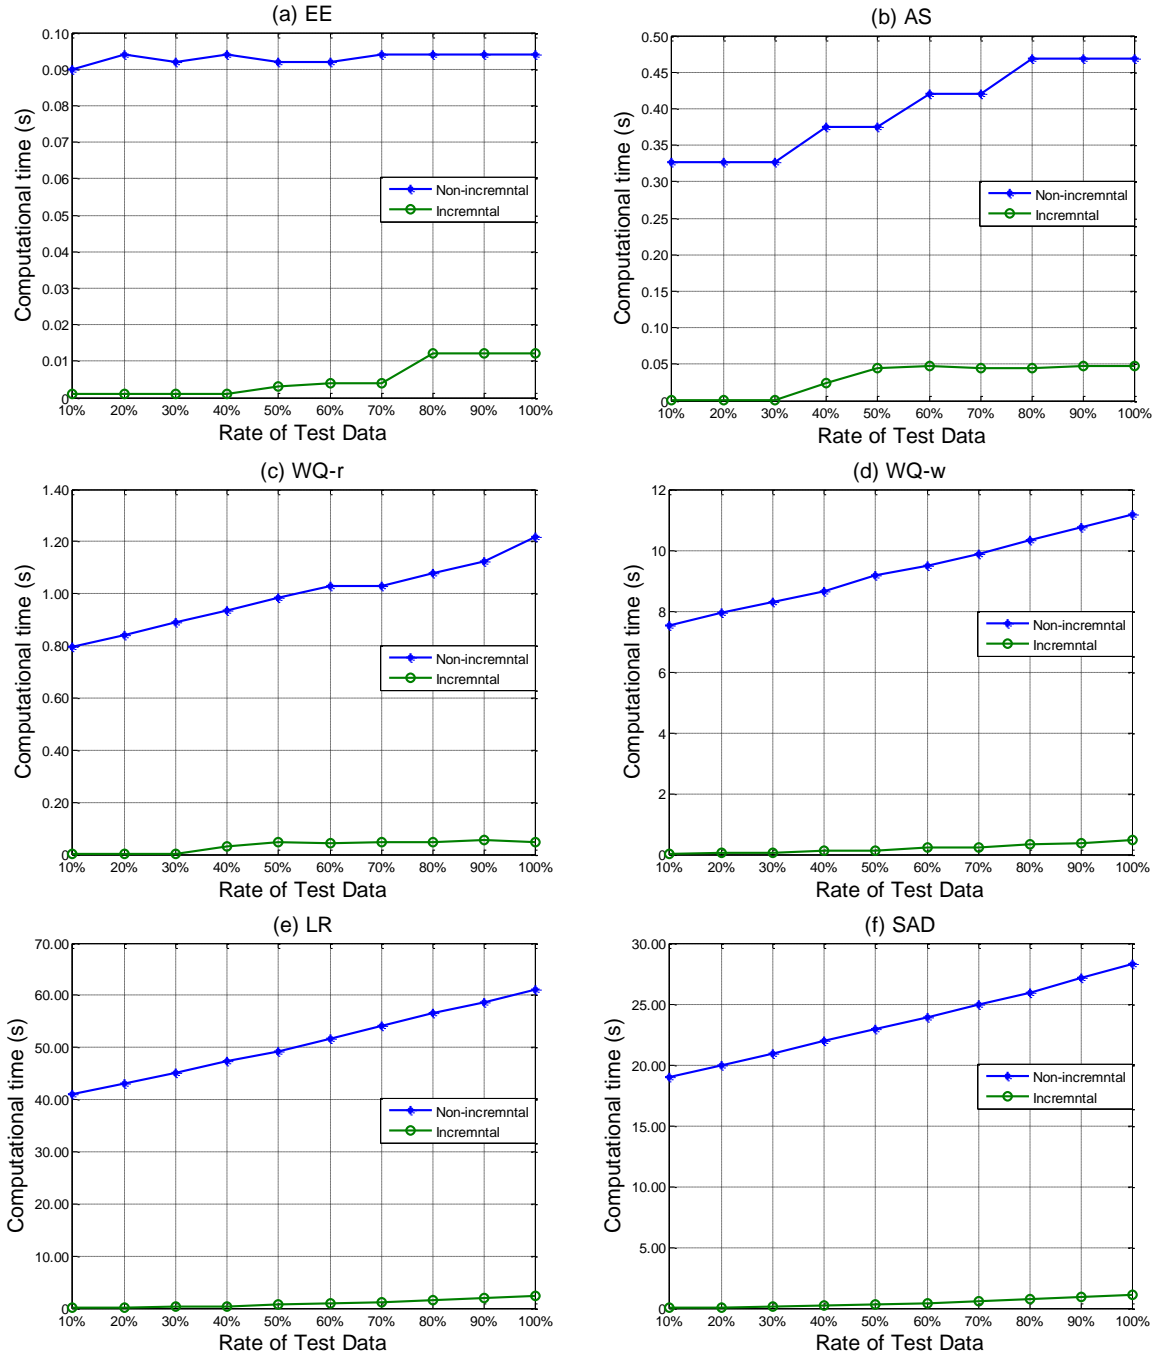 (a) EE
Computational time (s)
0.10
0.09
0.08
0.07
0.06
0.05
0.04
0.03
0.02
0.01
0
Non-incremntal
Incremntal
10% 20% 30% 40% 50% 60% 70% 80% 90% 100%
Rate of Test Data
(b) AS
Computational time (s)
0.50
0.45
0.40
0.35
0.30
0.25
0.20
0.15
0.10
0.05
0
Non-incremntal
Incremntal
10% 20% 30% 40% 50% 60% 70% 80% 90% 100%
Rate of Test Data
(c) WQ-r
Computational time (s)
1.40
1.20
1.00
0.80
0.60
0.40
0.20
0
Non-incremntal
Incremntal
10% 20% 30% 40% 50% 60% 70% 80% 90% 100%
Rate of Test Data
(d) WQ-w
Computational time (s)
12
10
8
6
4
2
0
Non-incremntal
Incremntal
10% 20% 30% 40% 50% 60% 70% 80% 90% 100%
Rate of Test Data
(e) LR
Computational time (s)
70.00
60.00
50.00
40.00
30.00
20.00
10.00
0
Non-incremntal
Incremntal
10% 20% 30% 40% 50% 60% 70% 80% 90% 100%
Rate of Test Data
(f) SAD
Computational time (s)
30.00
25.00
20.00
15.00
10.00
5.00
0
Non-incremntal
Incremntal
10% 20% 30% 40% 50% 60% 70% 80% 90% 100%
Rate of Test Data